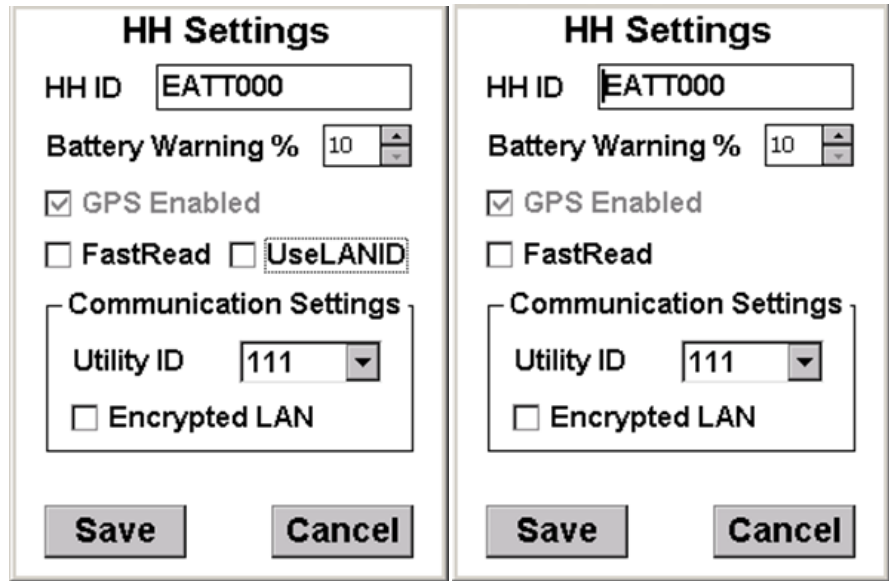 HH Settings
HH ID EATT000
Battery Warning % 10
GPS Enabled
FastRead UseLANID
Communication Settings
Utility ID 111
Encrypted LAN
Save Cancel
HH Settings
HH ID EATT000
Battery Warning % 10
GPS Enabled
FastRead
Communication Settings
Utility ID 111
Encrypted LAN
Save Cancel